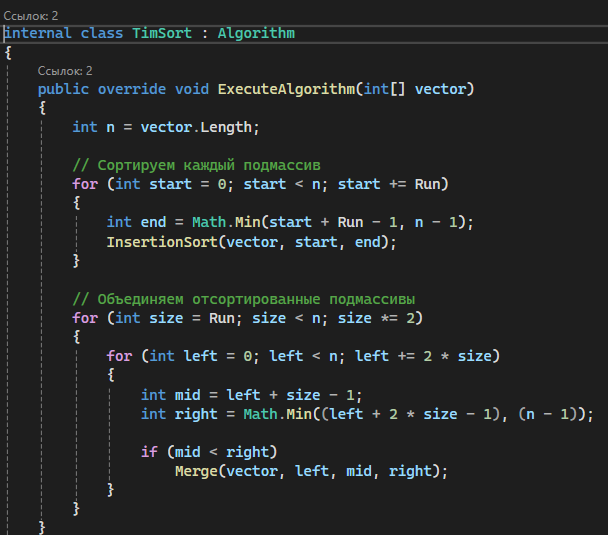 Ссылок: 2
internal class TimSort : Algorithm
{
Ссылок: 2
public override void ExecuteAlgorithm(int[] vector)
{
int n = vector.Length;
// Сортируем каждый подмассив
for (int start = 0; start < n; start += Run)
{
int end = Math.Min(start + Run - 1, n - 1);
InsertionSort(vector, start, end);
}
// Объединяем отсортированные подмассивы
for (int size = Run; size < n; size *= 2)
{
for (int left = 0; left < n; left += 2 * size)
{
int mid = left + size - 1;
int right = Math.Min((left + 2 * size - 1), (n - 1));
if (mid < right)
Merge(vector, left, mid, right);
}
}
}